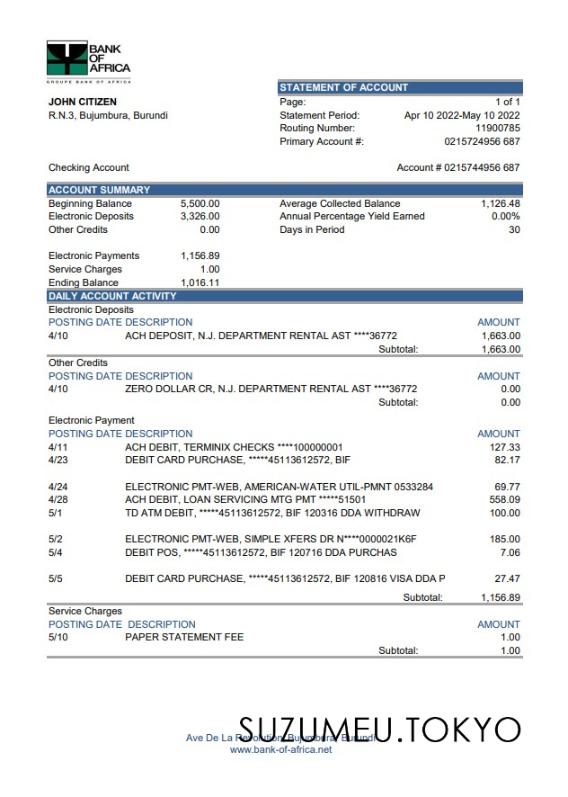 BANK
OF
AFRICA
GROUPE BANK OF AFRICA
STATEMENT OF ACCOUNT
JOHN CITIZEN
R.N.3, Bujumbura, Burundi
Page: 1 of 1
Statement Period: Apr 10 2022-May 10 2022
Routing Number: 11900785
Primary Account #: 0215724956 687
Checking Account Account # 0215744956 687
ACCOUNT SUMMARY
Beginning Balance 5,500.00 Average Collected Balance 1,126.48
Electronic Deposits 3,326.00 Annual Percentage Yield Earned 0.00%
Other Credits 0.00 Days in Period 30
Electronic Payments 1,156.89
Service Charges 1.00
Ending Balance 1,016.11
DAILY ACCOUNT ACTIVITY
Electronic Deposits
POSTING DATE DESCRIPTION AMOUNT
4/10 ACH DEPOSIT, N.J. DEPARTMENT RENTAL AST ****36772 1,663.00
Subtotal: 1,663.00
Other Credits
POSTING DATE DESCRIPTION AMOUNT
4/10 ZERO DOLLAR CR, N.J. DEPARTMENT RENTAL AST ****36772 0.00
Subtotal: 0.00
Electronic Payment
POSTING DATE DESCRIPTION AMOUNT
4/11 ACH DEBIT, TERMINIX CHECKS ****100000001 127.33
4/23 DEBIT CARD PURCHASE, *****45113612572, BIF 82.17
4/24 ELECTRONIC PMT-WEB, AMERICAN-WATER UTIL-PMNT 0533284 69.77
4/28 ACH DEBIT, LOAN SERVICING MTG PMT *****51501 558.09
5/1 TD ATM DEBIT, *****45113612572, BIF 120316 DDA WITHDRAW 100.00
5/2 ELECTRONIC PMT-WEB, SIMPLE XFERS DR N****0000021K6F 185.00
5/4 DEBIT POS, *****45113612572, BIF 120716 DDA PURCHAS 7.06
5/5 DEBIT CARD PURCHASE, *****45113612572, BIF 120816 VISA DDA P 27.47
Subtotal: 1,156.89
Service Charges
POSTING DATE DESCRIPTION AMOUNT
5/10 PAPER STATEMENT FEE 1.00
Subtotal: 1.00
SUZUMEU.TOKYO
Ave De La Revolution, Bujumbura, Burundi
www.bank-of-africa.net